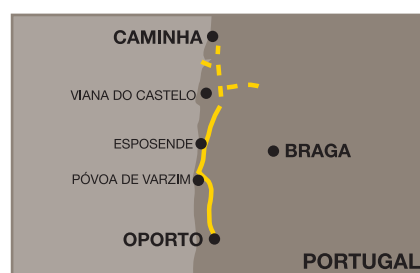 CAMINHA
VIANA DO CASTELO
ESPOSENDE
BRAGA
PÓVOA DE VARZIM
OPORTO
PORTUGAL